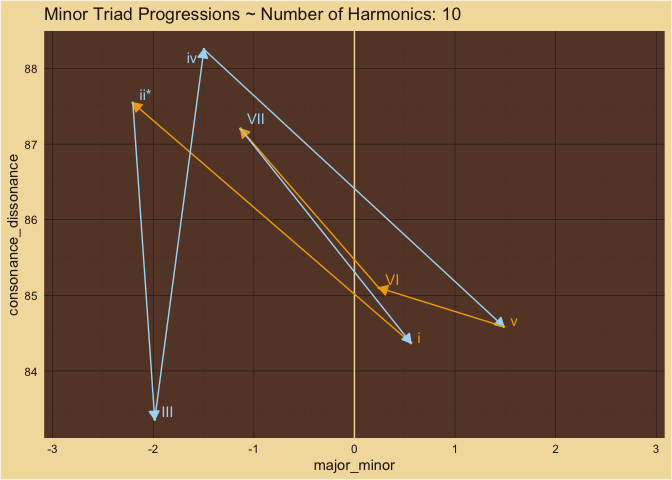 Minor Triad Progressions ~ Number of Harmonics: 10
88
87
86
85
84
consonance_dissonance
iv
ii*
VII
VI
v
i
III
-3 -2 -1 0 1 2 3
major_minor